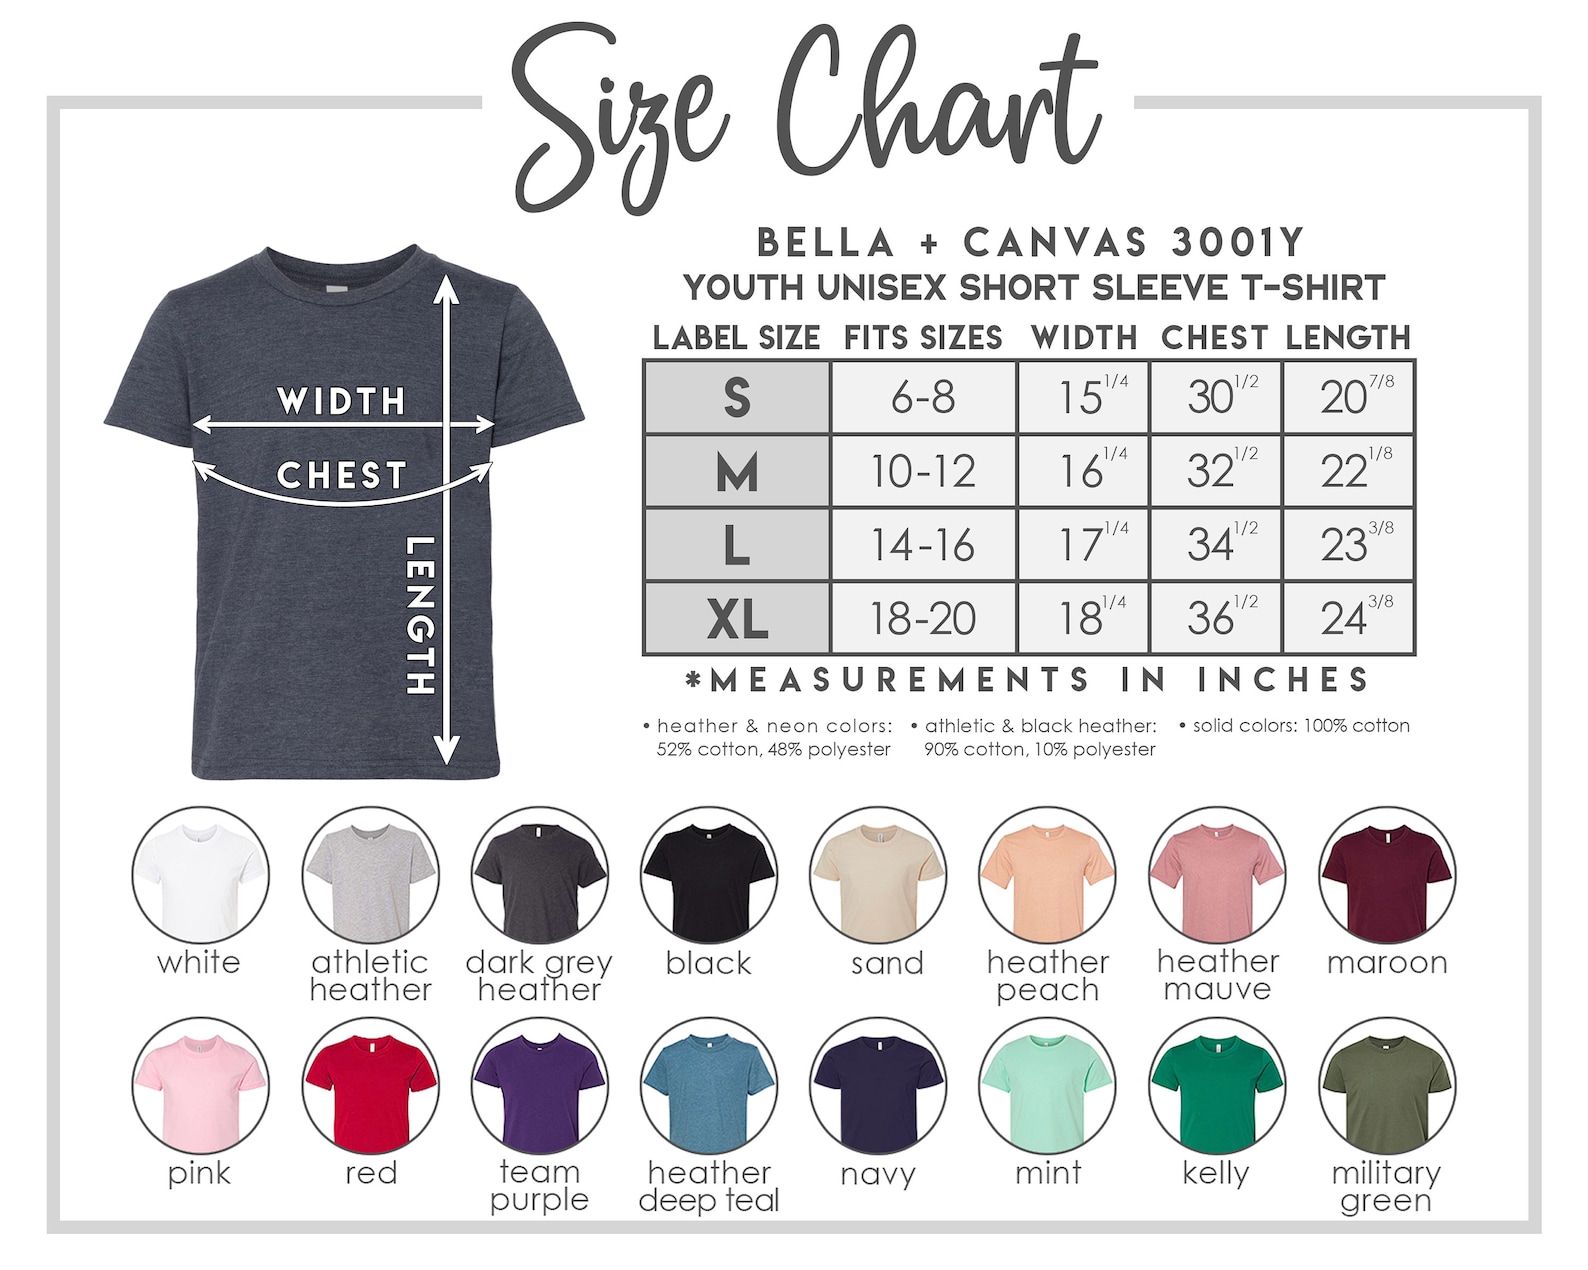 Size Chart
BELLA + CANVAS 3001Y
YOUTH UNISEX SHORT SLEEVE T-SHIRT
LABEL SIZE FITS SIZES WIDTH CHEST LENGTH
S 6-8 15 1/4 30 1/2 20 7/8
M 10-12 16 1/4 32 1/2 22 1/8
L 14-16 17 1/4 34 1/2 23 3/8
XL 18-20 18 1/4 36 1/2 24 3/8
*MEASUREMENTS IN INCHES
• heather & neon colors:
52% cotton, 48% polyester
• athletic & black heather:
90% cotton, 10% polyester
• solid colors: 100% cotton
WIDTH
CHEST
LENGTH
white
athletic
heather
dark grey
heather
black
sand
heather
peach
heather
mauve
maroon
pink
red
team
purple
heather
deep teal
navy
mint
kelly
military
green